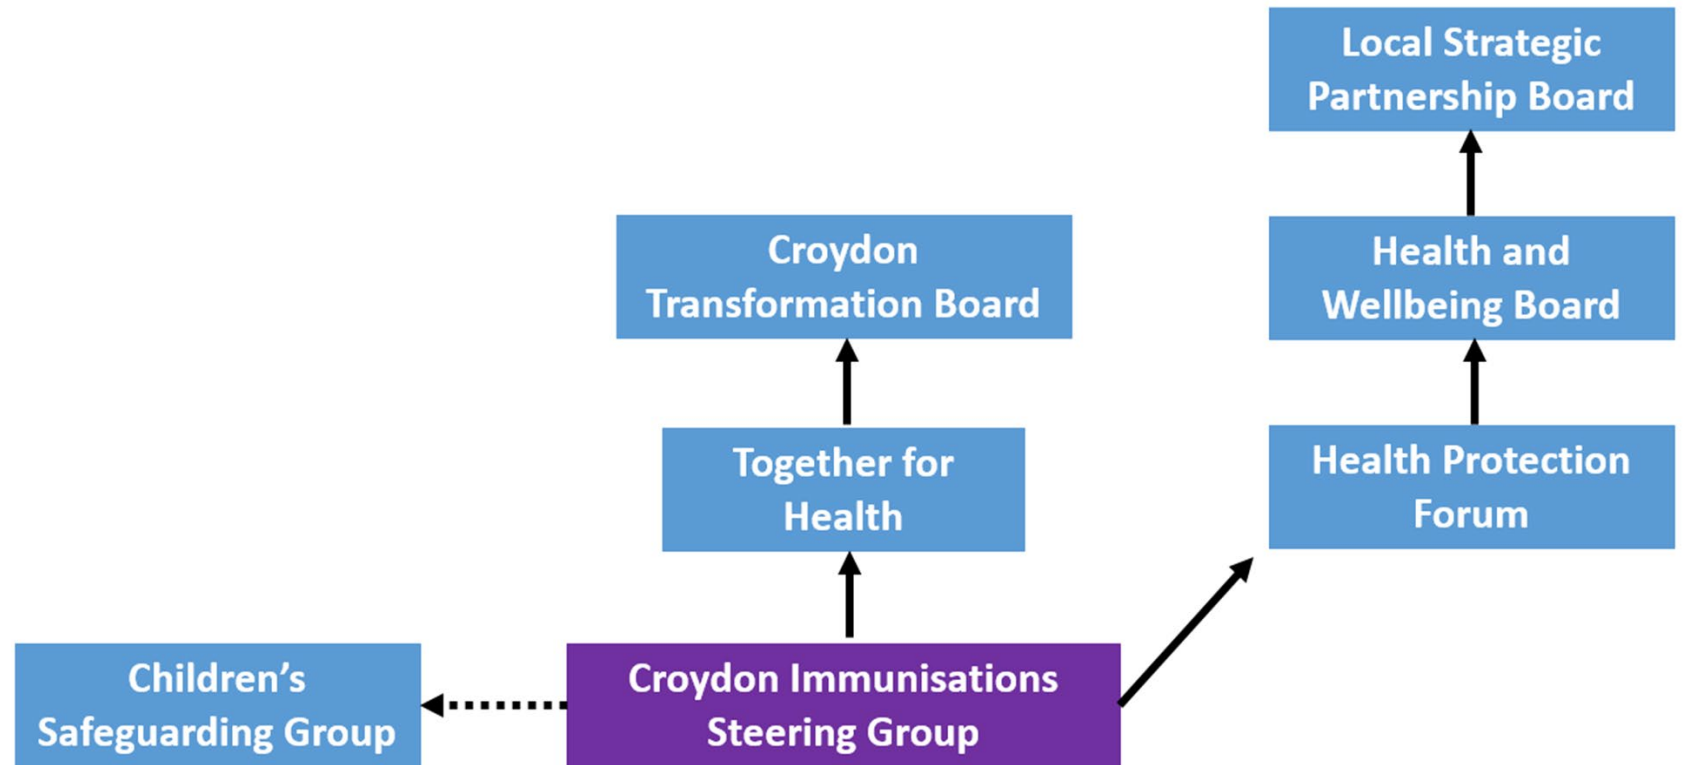 Local Strategic
Partnership Board
Croydon
Transformation Board
Health and
Wellbeing Board
Together for
Health
Health Protection
Forum
Children’s
Safeguarding Group
Croydon Immunisations
Steering Group